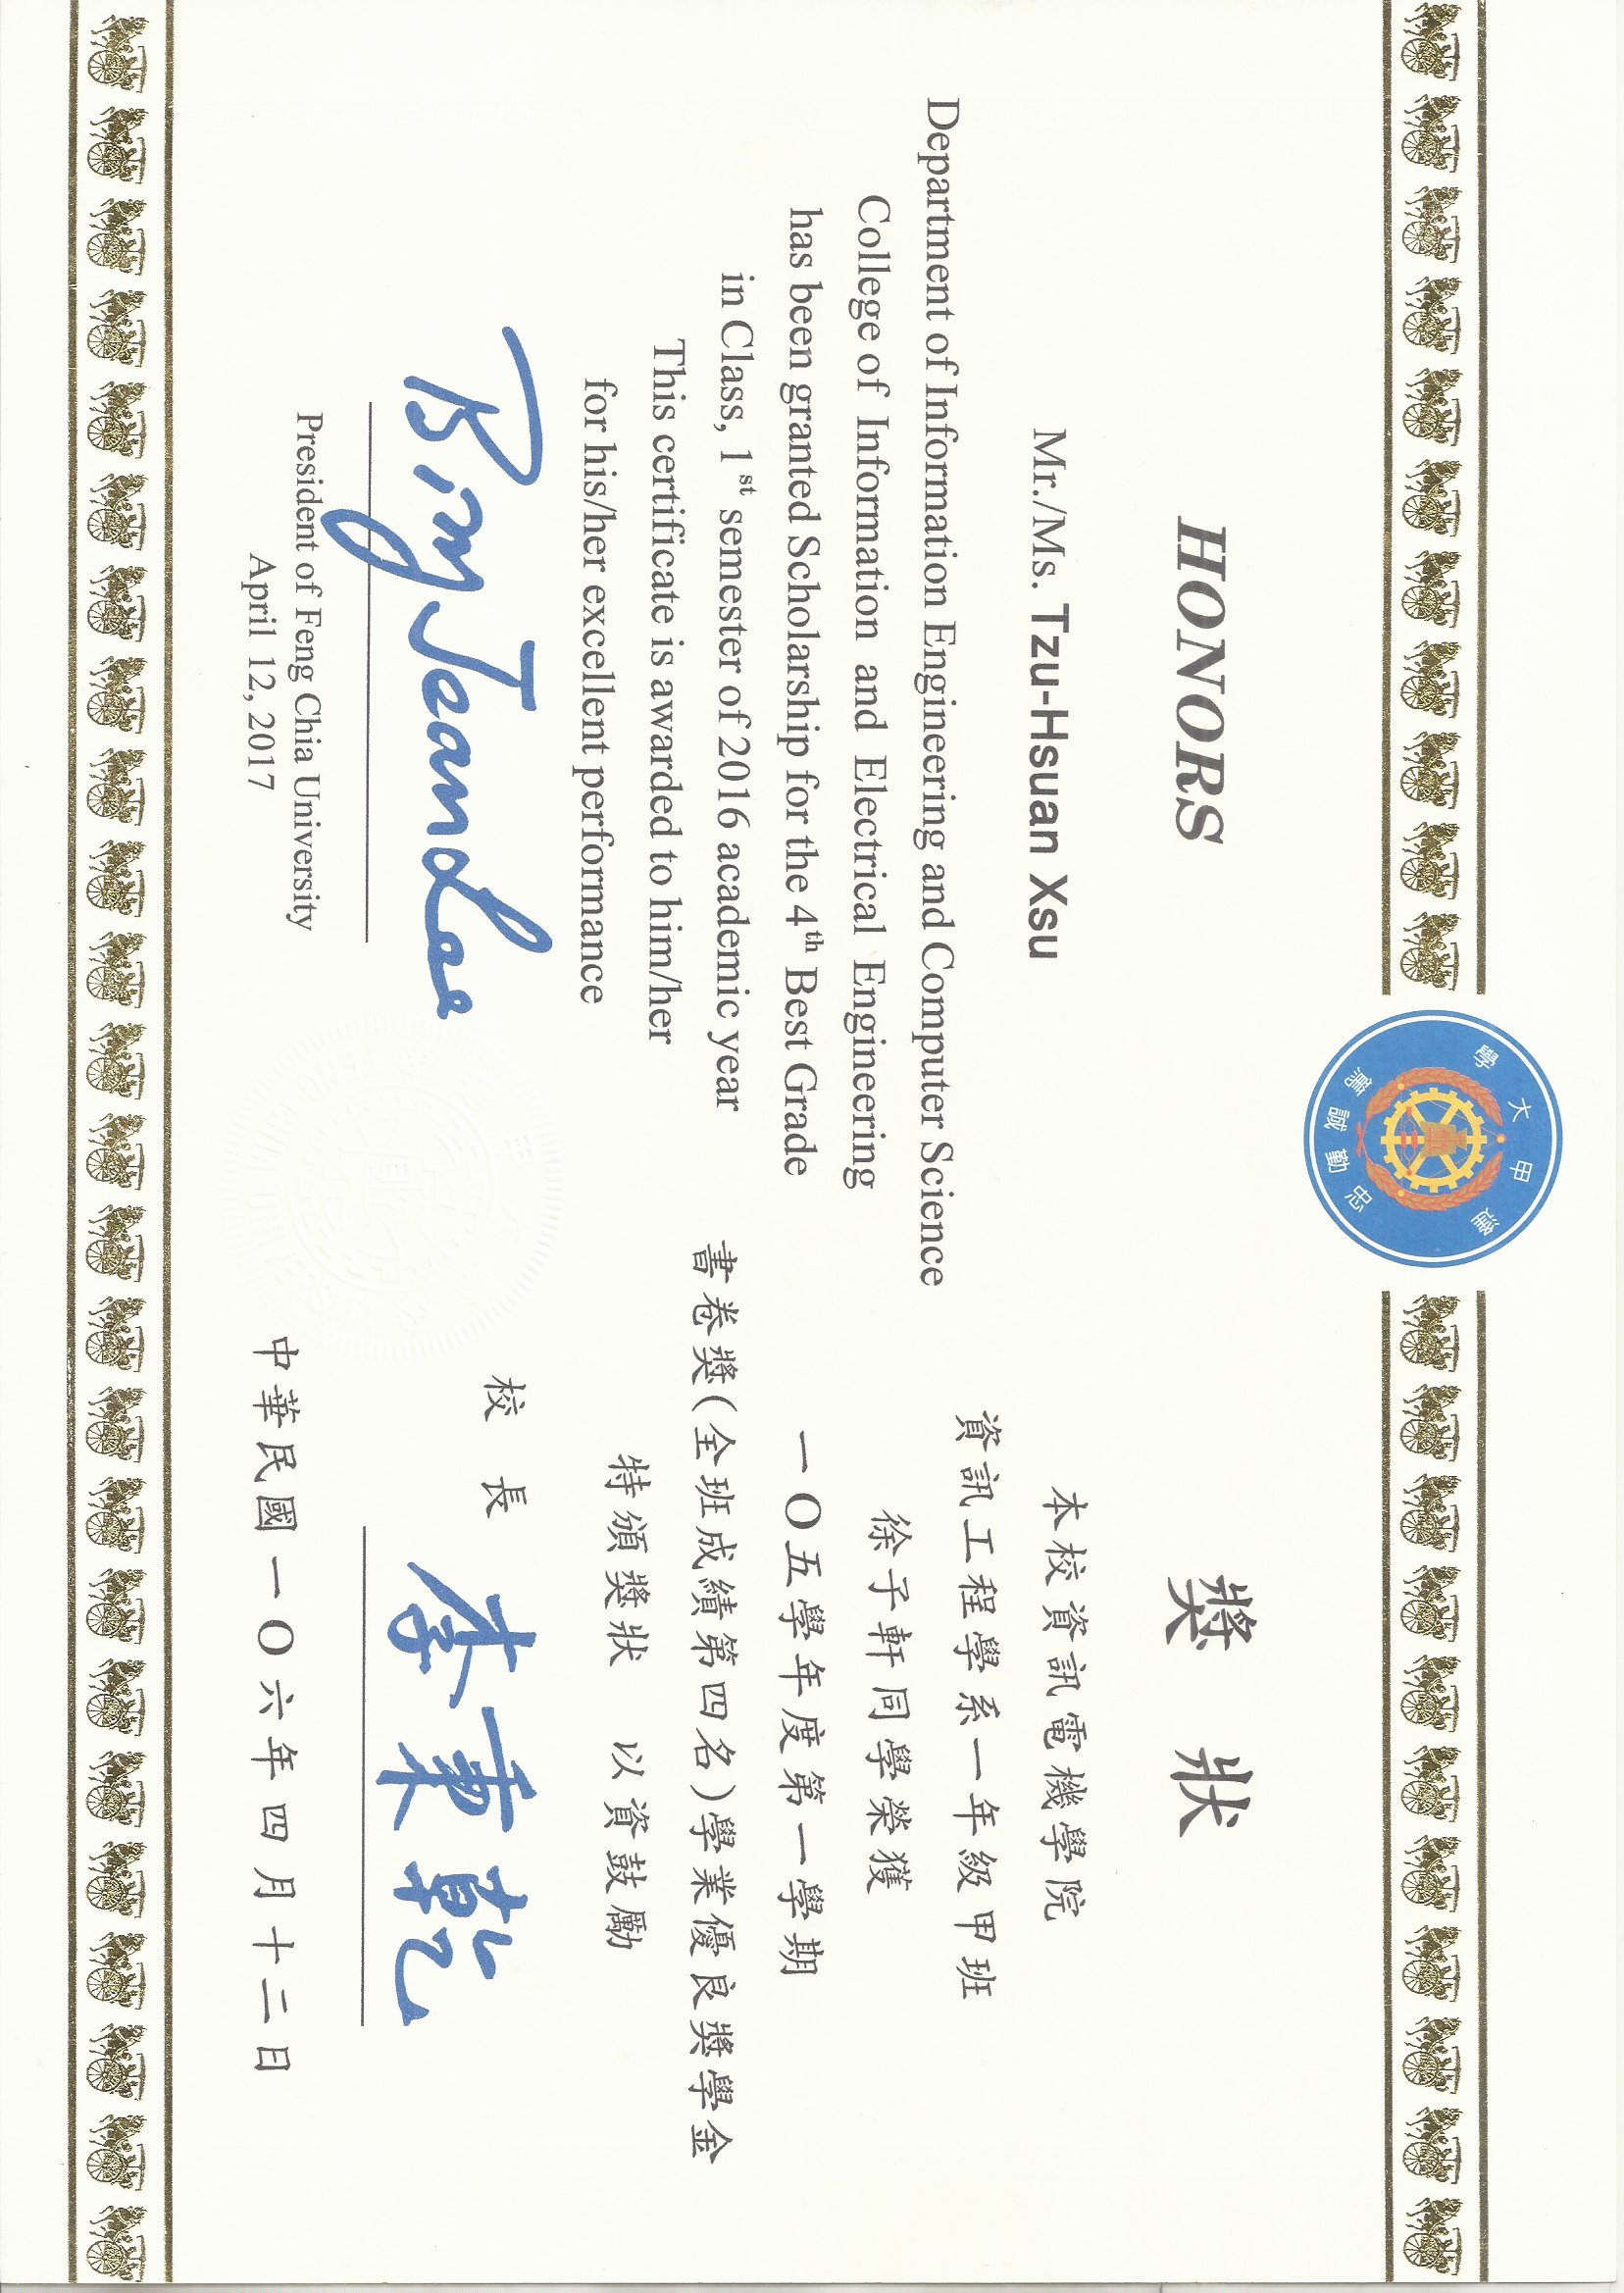 逢甲大學
忠勤誠篤
HONORS
Mr./Ms. Tzu-Hsuan Xsu
Department of Information Engineering and Computer Science
College of Information and Electrical Engineering
has been granted Scholarship for the 4th Best Grade
in Class, 1st semester of 2016 academic year
This certificate is awarded to him/her
for his/her excellent performance
Bing Jean Lee
President of Feng Chia University
April 12, 2017
獎 狀
本校資訊電機學院
資訊工程學系一年級甲班
徐子軒同學榮獲
一O五學年度第一學期
書卷獎(全班成績第四名)學業優良獎學金
特頒獎狀 以資鼓勵
校 長 李秉乾
中華民國一O六年四月十二日